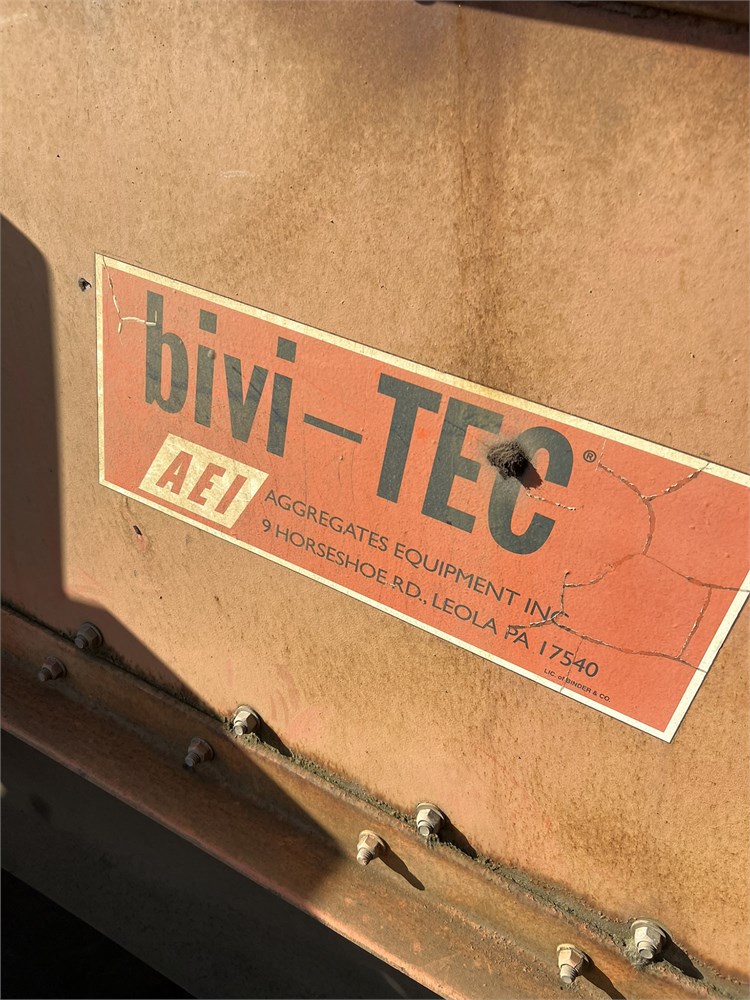 bivi–TEC®
AEI
AGGREGATES EQUIPMENT INC
9 HORSESHOE RD., LEOLA PA 17540
LIC. of BINDER & CO